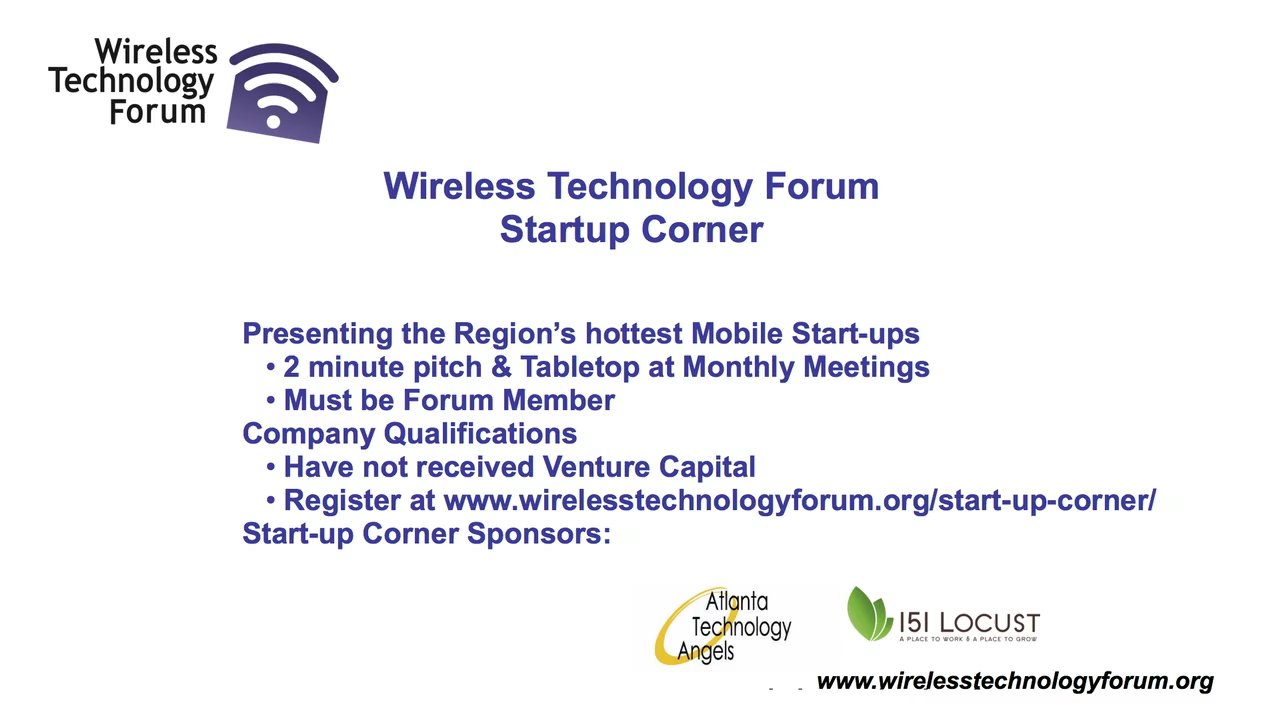 Wireless
Technology
Forum
Wireless Technology Forum
Startup Corner
Presenting the Region’s hottest Mobile Start-ups
• 2 minute pitch & Tabletop at Monthly Meetings
• Must be Forum Member
Company Qualifications
• Have not received Venture Capital
• Register at www.wirelesstechnologyforum.org/start-up-corner/
Start-up Corner Sponsors:
Atlanta
Technology
Angels
151 LOCUST
A PLACE TO WORK & A PLACE TO GROW
www.wirelesstechnologyforum.org